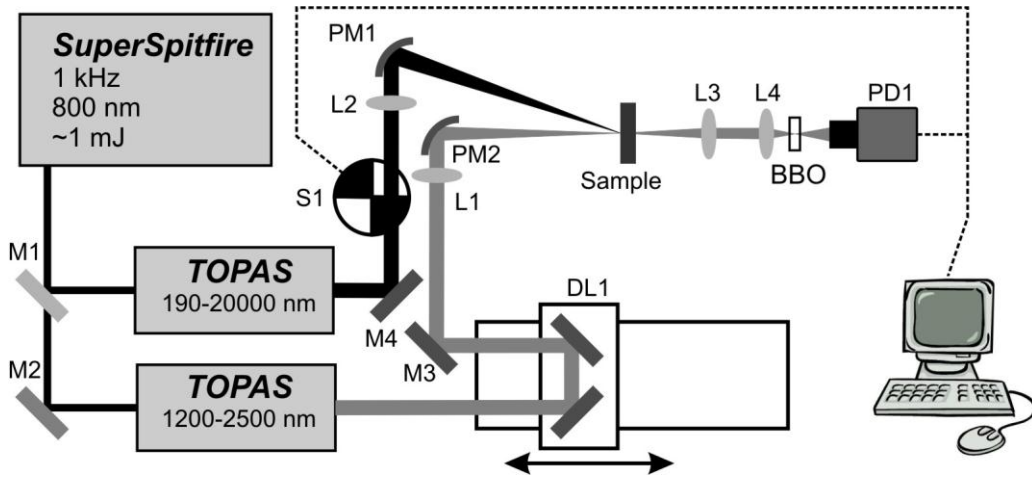 SuperSpitfire
1 kHz
800 nm
~1 mJ
PM1
L2
PM2
L1
S1
L3
L4
PD1
BBO
Sample
M1
TOPAS
190-20000 nm
M4
M3
DL1
M2
TOPAS
1200-2500 nm